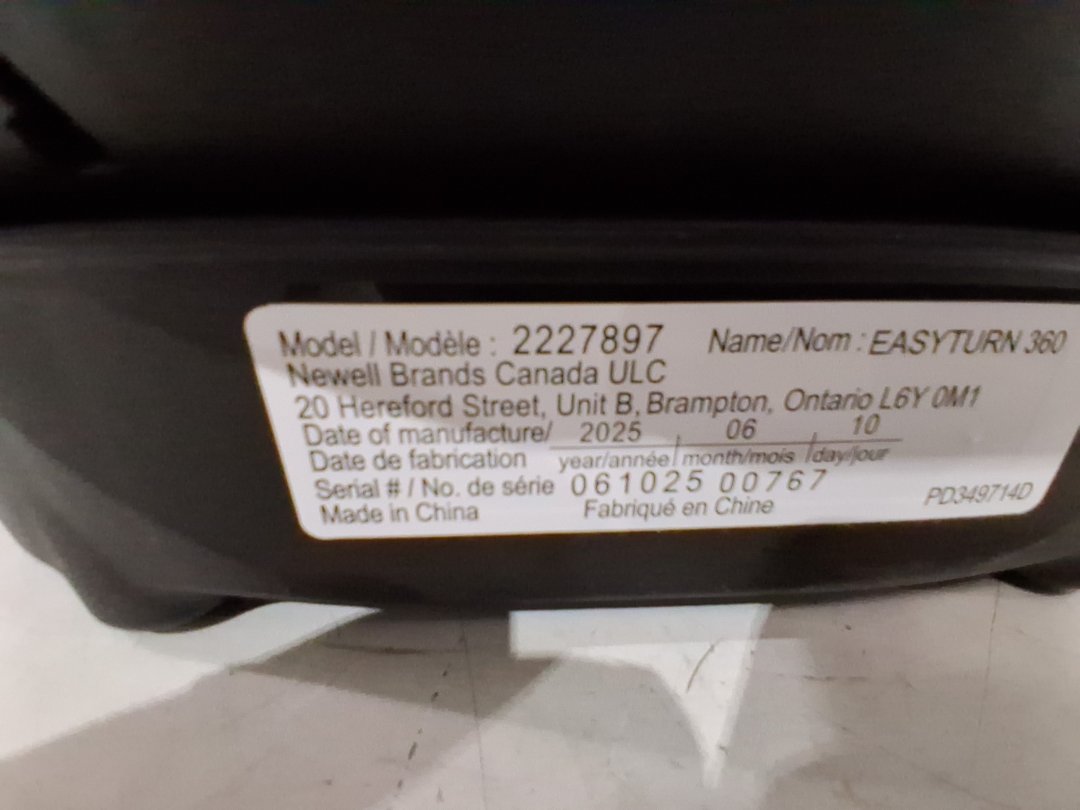 Model / Modèle : 2227897 Name/Nom : EASYTURN 360
Newell Brands Canada ULC
20 Hereford Street, Unit B, Brampton, Ontario L6Y 0M1
Date of manufacture/ 2025 06 10
Date de fabrication year/année month/mois day/jour
Serial # / No. de série 061025 00767
Made in China Fabriqué en Chine PD349714D